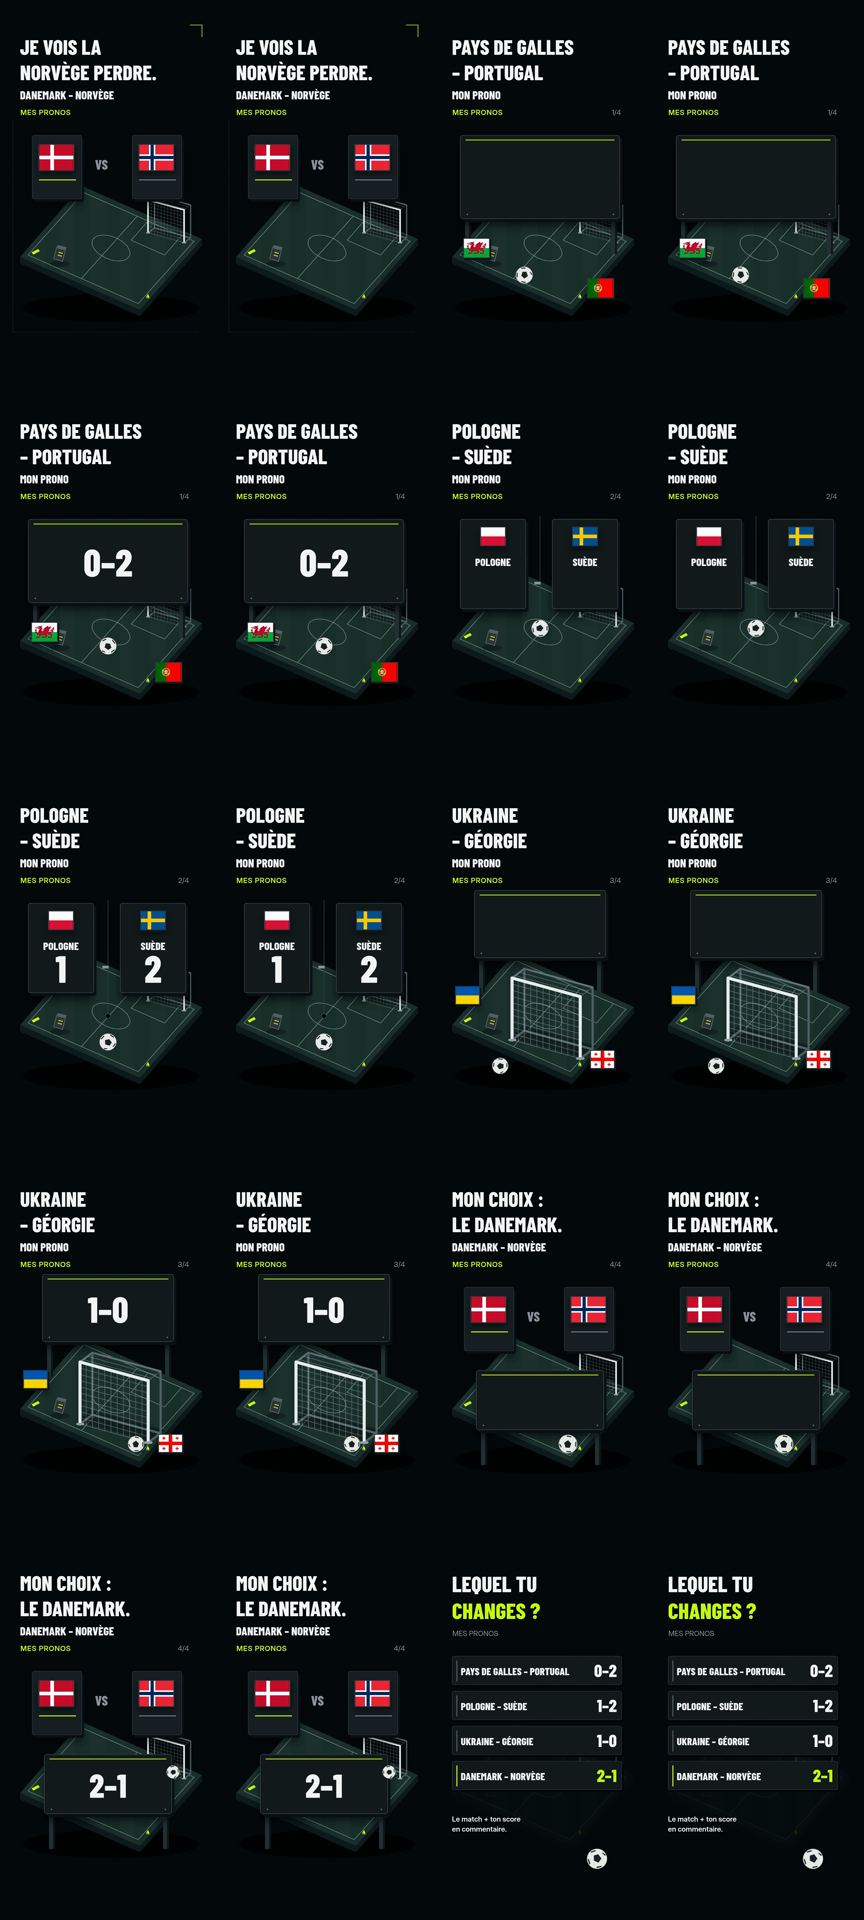 JE VOIS LA
NORVÈGE PERDRE.
DANEMARK – NORVÈGE
MES PRONOS
VS
JE VOIS LA
NORVÈGE PERDRE.
DANEMARK – NORVÈGE
MES PRONOS
VS
PAYS DE GALLES
– PORTUGAL
MON PRONO
MES PRONOS
1/4
PAYS DE GALLES
– PORTUGAL
MON PRONO
MES PRONOS
1/4
PAYS DE GALLES
– PORTUGAL
MON PRONO
MES PRONOS
1/4
0–2
PAYS DE GALLES
– PORTUGAL
MON PRONO
MES PRONOS
1/4
0–2
POLOGNE
– SUÈDE
MON PRONO
MES PRONOS
2/4
POLOGNE
SUÈDE
POLOGNE
– SUÈDE
MON PRONO
MES PRONOS
2/4
POLOGNE
SUÈDE
POLOGNE
– SUÈDE
MON PRONO
MES PRONOS
2/4
POLOGNE
1
SUÈDE
2
POLOGNE
– SUÈDE
MON PRONO
MES PRONOS
2/4
POLOGNE
1
SUÈDE
2
UKRAINE
– GÉORGIE
MON PRONO
MES PRONOS
3/4
UKRAINE
– GÉORGIE
MON PRONO
MES PRONOS
3/4
UKRAINE
– GÉORGIE
MON PRONO
MES PRONOS
3/4
1–0
UKRAINE
– GÉORGIE
MON PRONO
MES PRONOS
3/4
1–0
MON CHOIX :
LE DANEMARK.
DANEMARK – NORVÈGE
MES PRONOS
4/4
VS
MON CHOIX :
LE DANEMARK.
DANEMARK – NORVÈGE
MES PRONOS
4/4
VS
MON CHOIX :
LE DANEMARK.
DANEMARK – NORVÈGE
MES PRONOS
4/4
VS
2–1
MON CHOIX :
LE DANEMARK.
DANEMARK – NORVÈGE
MES PRONOS
4/4
VS
2–1
LEQUEL TU
CHANGES ?
MES PRONOS
PAYS DE GALLES – PORTUGAL 0–2
POLOGNE – SUÈDE 1–2
UKRAINE – GÉORGIE 1–0
DANEMARK – NORVÈGE 2–1
Le match + ton score
en commentaire.
LEQUEL TU
CHANGES ?
MES PRONOS
PAYS DE GALLES – PORTUGAL 0–2
POLOGNE – SUÈDE 1–2
UKRAINE – GÉORGIE 1–0
DANEMARK – NORVÈGE 2–1
Le match + ton score
en commentaire.